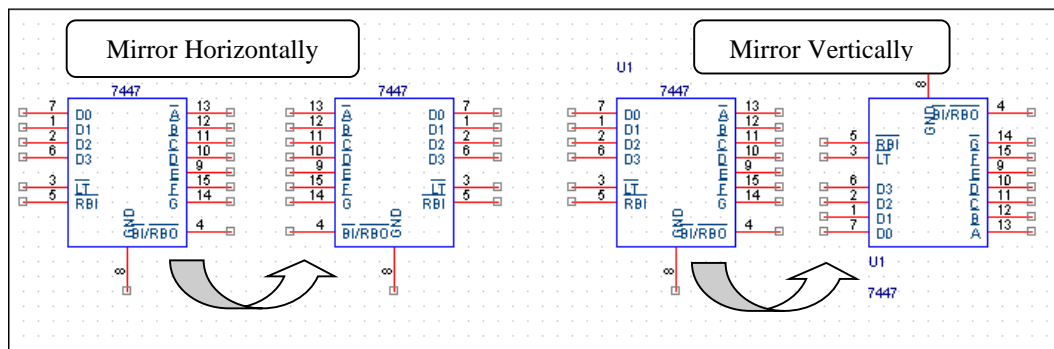 Mirror Horizontally
Mirror Vertically
7447
7 D0 A 13
1 D1 B 12
2 D2 C 11
6 D3 D 10
E 9
3 LT F 15
5 RBI G 14
BI/RBO 4
GND
8
7447
13 A D0 7
12 B D1 1
11 C D2 2
10 D D3 6
9 E
15 F LT 3
14 G RBI 5
4 BI/RBO
GND
8
U1
7447
7 D0 A 13
1 D1 B 12
2 D2 C 11
6 D3 D 10
E 9
3 LT F 15
5 RBI G 14
BI/RBO 4
GND
8
8
GND
BI/RBO 4
5 RBI G 14
3 LT F 15
E 9
6 D3 D 10
2 D2 C 11
1 D1 B 12
7 D0 A 13
U1
7447